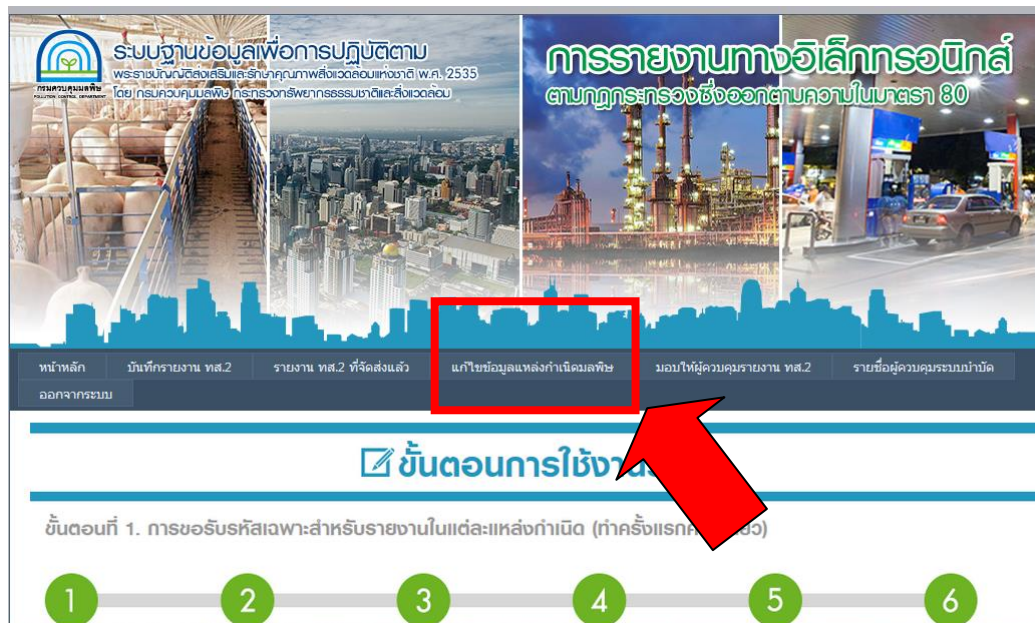 ระบบฐานข้อมูลเพื่อการปฏิบัติตาม
พระราชบัญญัติส่งเสริมและรักษาคุณภาพสิ่งแวดล้อมแห่งชาติ พ.ศ. 2535
โดย กรมควบคุมมลพิษ กระทรวงทรัพยากรธรรมชาติและสิ่งแวดล้อม
กรมควบคุมมลพิษ
POLLUTION CONTROL DEPARTMENT
การรายงานทางอิเล็กทรอนิกส์
ตามกฎกระทรวงซึ่งออกตามความในมาตรา 80
หน้าหลัก บันทึกรายงาน ทส.2 รายงาน ทส.2 ที่จัดส่งแล้ว แก้ไขข้อมูลแหล่งกำเนิดมลพิษ มอบให้ผู้ควบคุมรายงาน ทส.2 รายชื่อผู้ควบคุมระบบบำบัด
ออกจากระบบ
ขั้นตอนการใช้งาน
ขั้นตอนที่ 1. การขอรับรหัสเฉพาะสำหรับรายงานในแต่ละแหล่งกำเนิด (ทำครั้งแรก
1 2 3 4 5 6